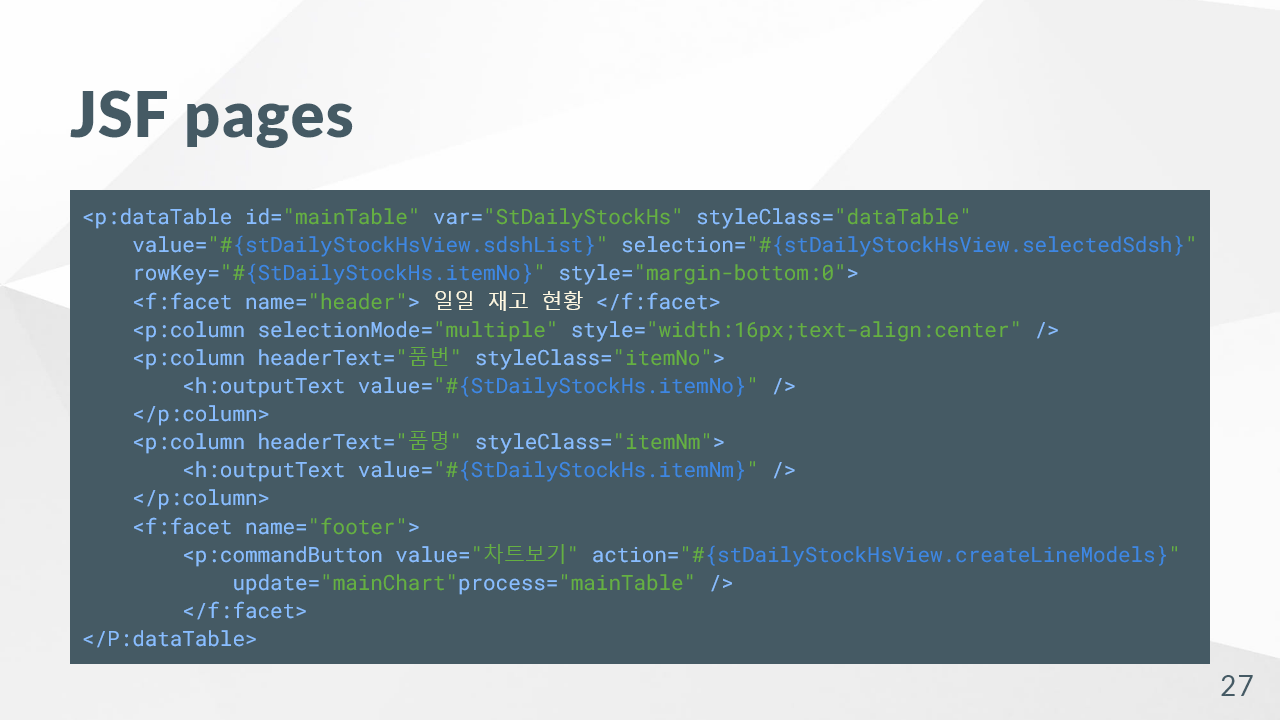 JSF pages
<p:dataTable id="mainTable" var="StDailyStockHs" styleClass="dataTable"
    value="#{stDailyStockHsView.sdshList}" selection="#{stDailyStockHsView.selectedSdsh}"
    rowKey="#{StDailyStockHs.itemNo}" style="margin-bottom:0">
    <f:facet name="header"> 일일 재고 현황 </f:facet>
    <p:column selectionMode="multiple" style="width:16px;text-align:center" />
    <p:column headerText="품번" styleClass="itemNo">
        <h:outputText value="#{StDailyStockHs.itemNo}" />
    </p:column>
    <p:column headerText="품명" styleClass="itemNm">
        <h:outputText value="#{StDailyStockHs.itemNm}" />
    </p:column>
    <f:facet name="footer">
        <p:commandButton value="차트보기" action="#{stDailyStockHsView.createLineModels}"
            update="mainChart"process="mainTable" />
        </f:facet>
</P:dataTable>
27